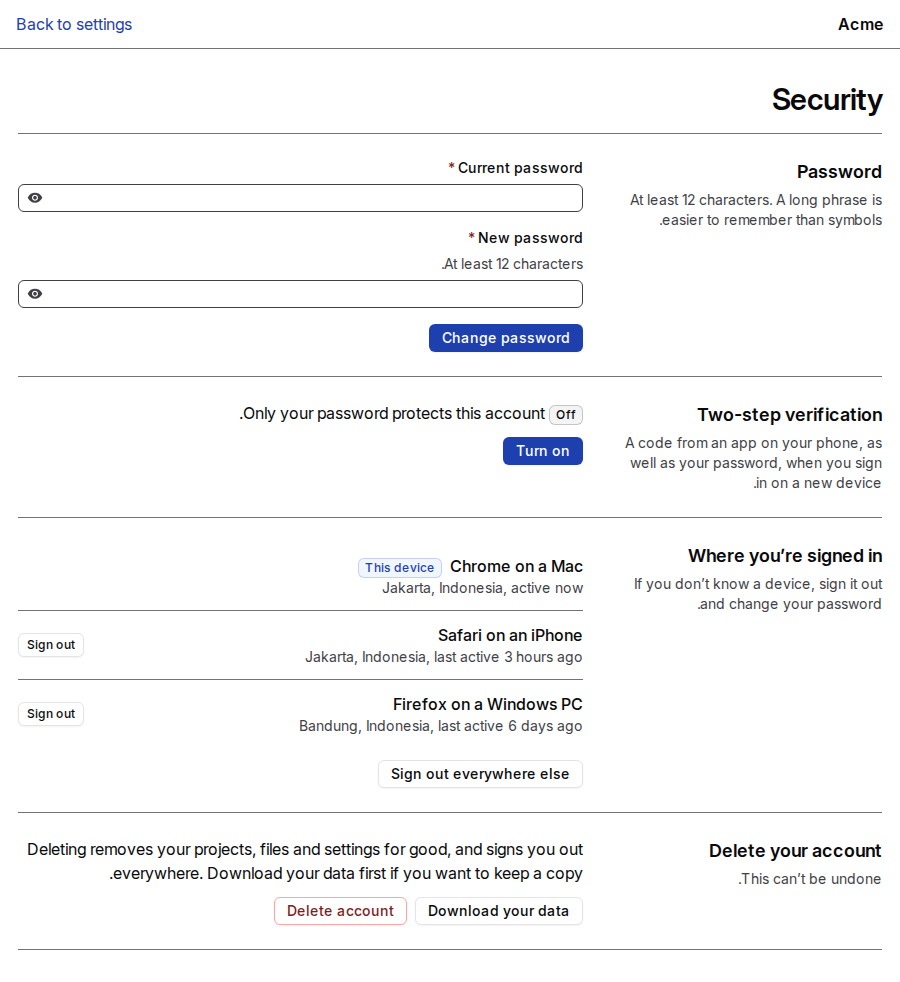 Acme
Back to settings
Security
Password
At least 12 characters. A long phrase is
.easier to remember than symbols
* Current password
* New password
.At least 12 characters
Change password
Two-step verification
A code from an app on your phone, as
well as your password, when you sign
.in on a new device
Off
.Only your password protects this account
Turn on
Where you’re signed in
If you don’t know a device, sign it out
.and change your password
Chrome on a Mac
This device
Jakarta, Indonesia, active now
Safari on an iPhone
Jakarta, Indonesia, last active 3 hours ago
Sign out
Firefox on a Windows PC
Bandung, Indonesia, last active 6 days ago
Sign out
Sign out everywhere else
Delete your account
.This can’t be undone
Deleting removes your projects, files and settings for good, and signs you out
.everywhere. Download your data first if you want to keep a copy
Download your data
Delete account